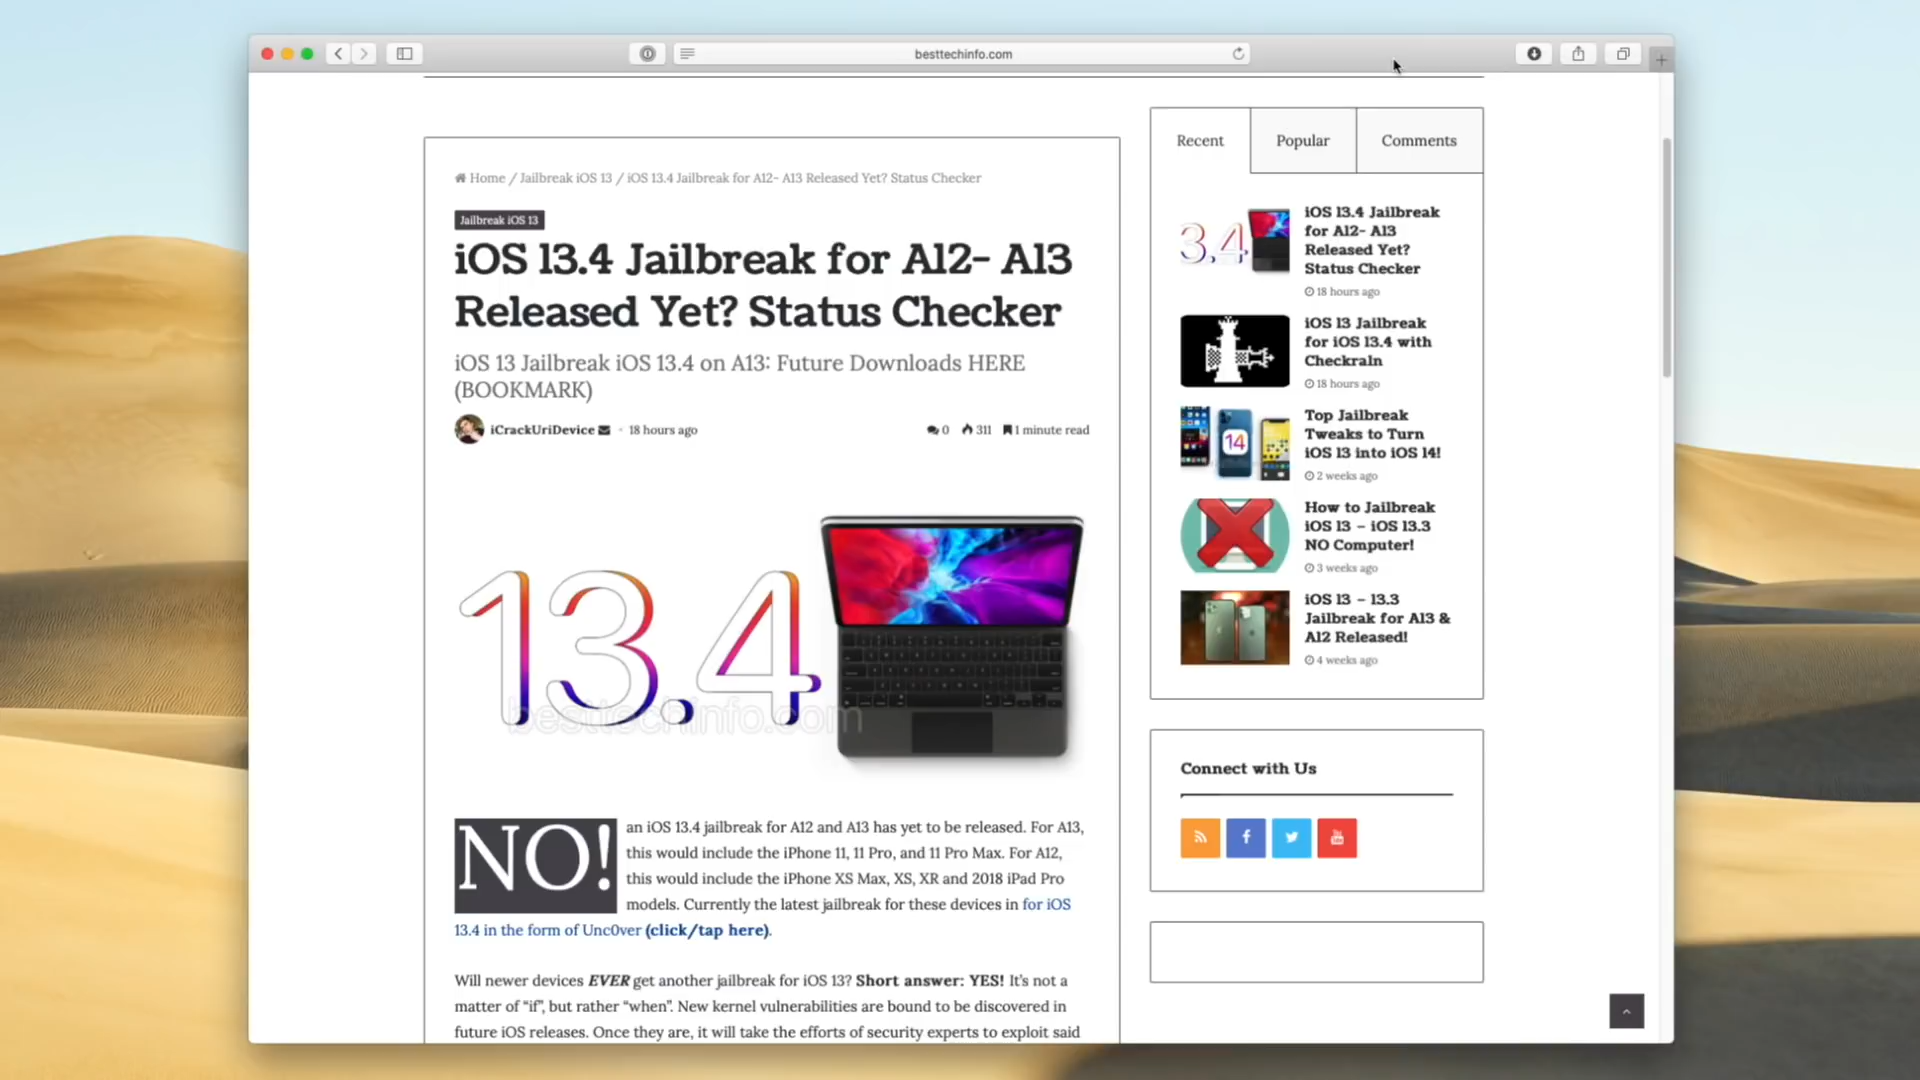 besttechinfo.com
Home / Jailbreak iOS 13 / iOS 13.4 Jailbreak for A12- A13 Released Yet? Status Checker
Jailbreak iOS 13
iOS 13.4 Jailbreak for A12- A13
Released Yet? Status Checker
iOS 13 Jailbreak iOS 13.4 on A13: Future Downloads HERE
(BOOKMARK)
iCrackUriDevice - 18 hours ago 0 311 1 minute read
13.4
besttechinfo.com
NO! an iOS 13.4 jailbreak for A12 and A13 has yet to be released. For A13,
this would include the iPhone 11, 11 Pro, and 11 Pro Max. For A12,
this would include the iPhone XS Max, XS, XR and 2018 iPad Pro
models. Currently the latest jailbreak for these devices in for iOS
13.4 in the form of Unc0ver (click/tap here).
Will newer devices EVER get another jailbreak for iOS 13? Short answer: YES! It's not a
matter of “if”, but rather “when”. New kernel vulnerabilities are bound to be discovered in
future iOS releases. Once they are, it will take the efforts of security experts to exploit said
Recent Popular Comments
3.4
iOS 13.4 Jailbreak
for A12- A13
Released Yet?
Status Checker
18 hours ago
iOS 13 Jailbreak
for iOS 13.4 with
Checkra1n
18 hours ago
14
Top Jailbreak
Tweaks to Turn
iOS 13 into iOS 14!
2 weeks ago
How to Jailbreak
iOS 13 – iOS 13.3
NO Computer!
3 weeks ago
iOS 13 – 13.3
Jailbreak for A13 &
A12 Released!
4 weeks ago
Connect with Us